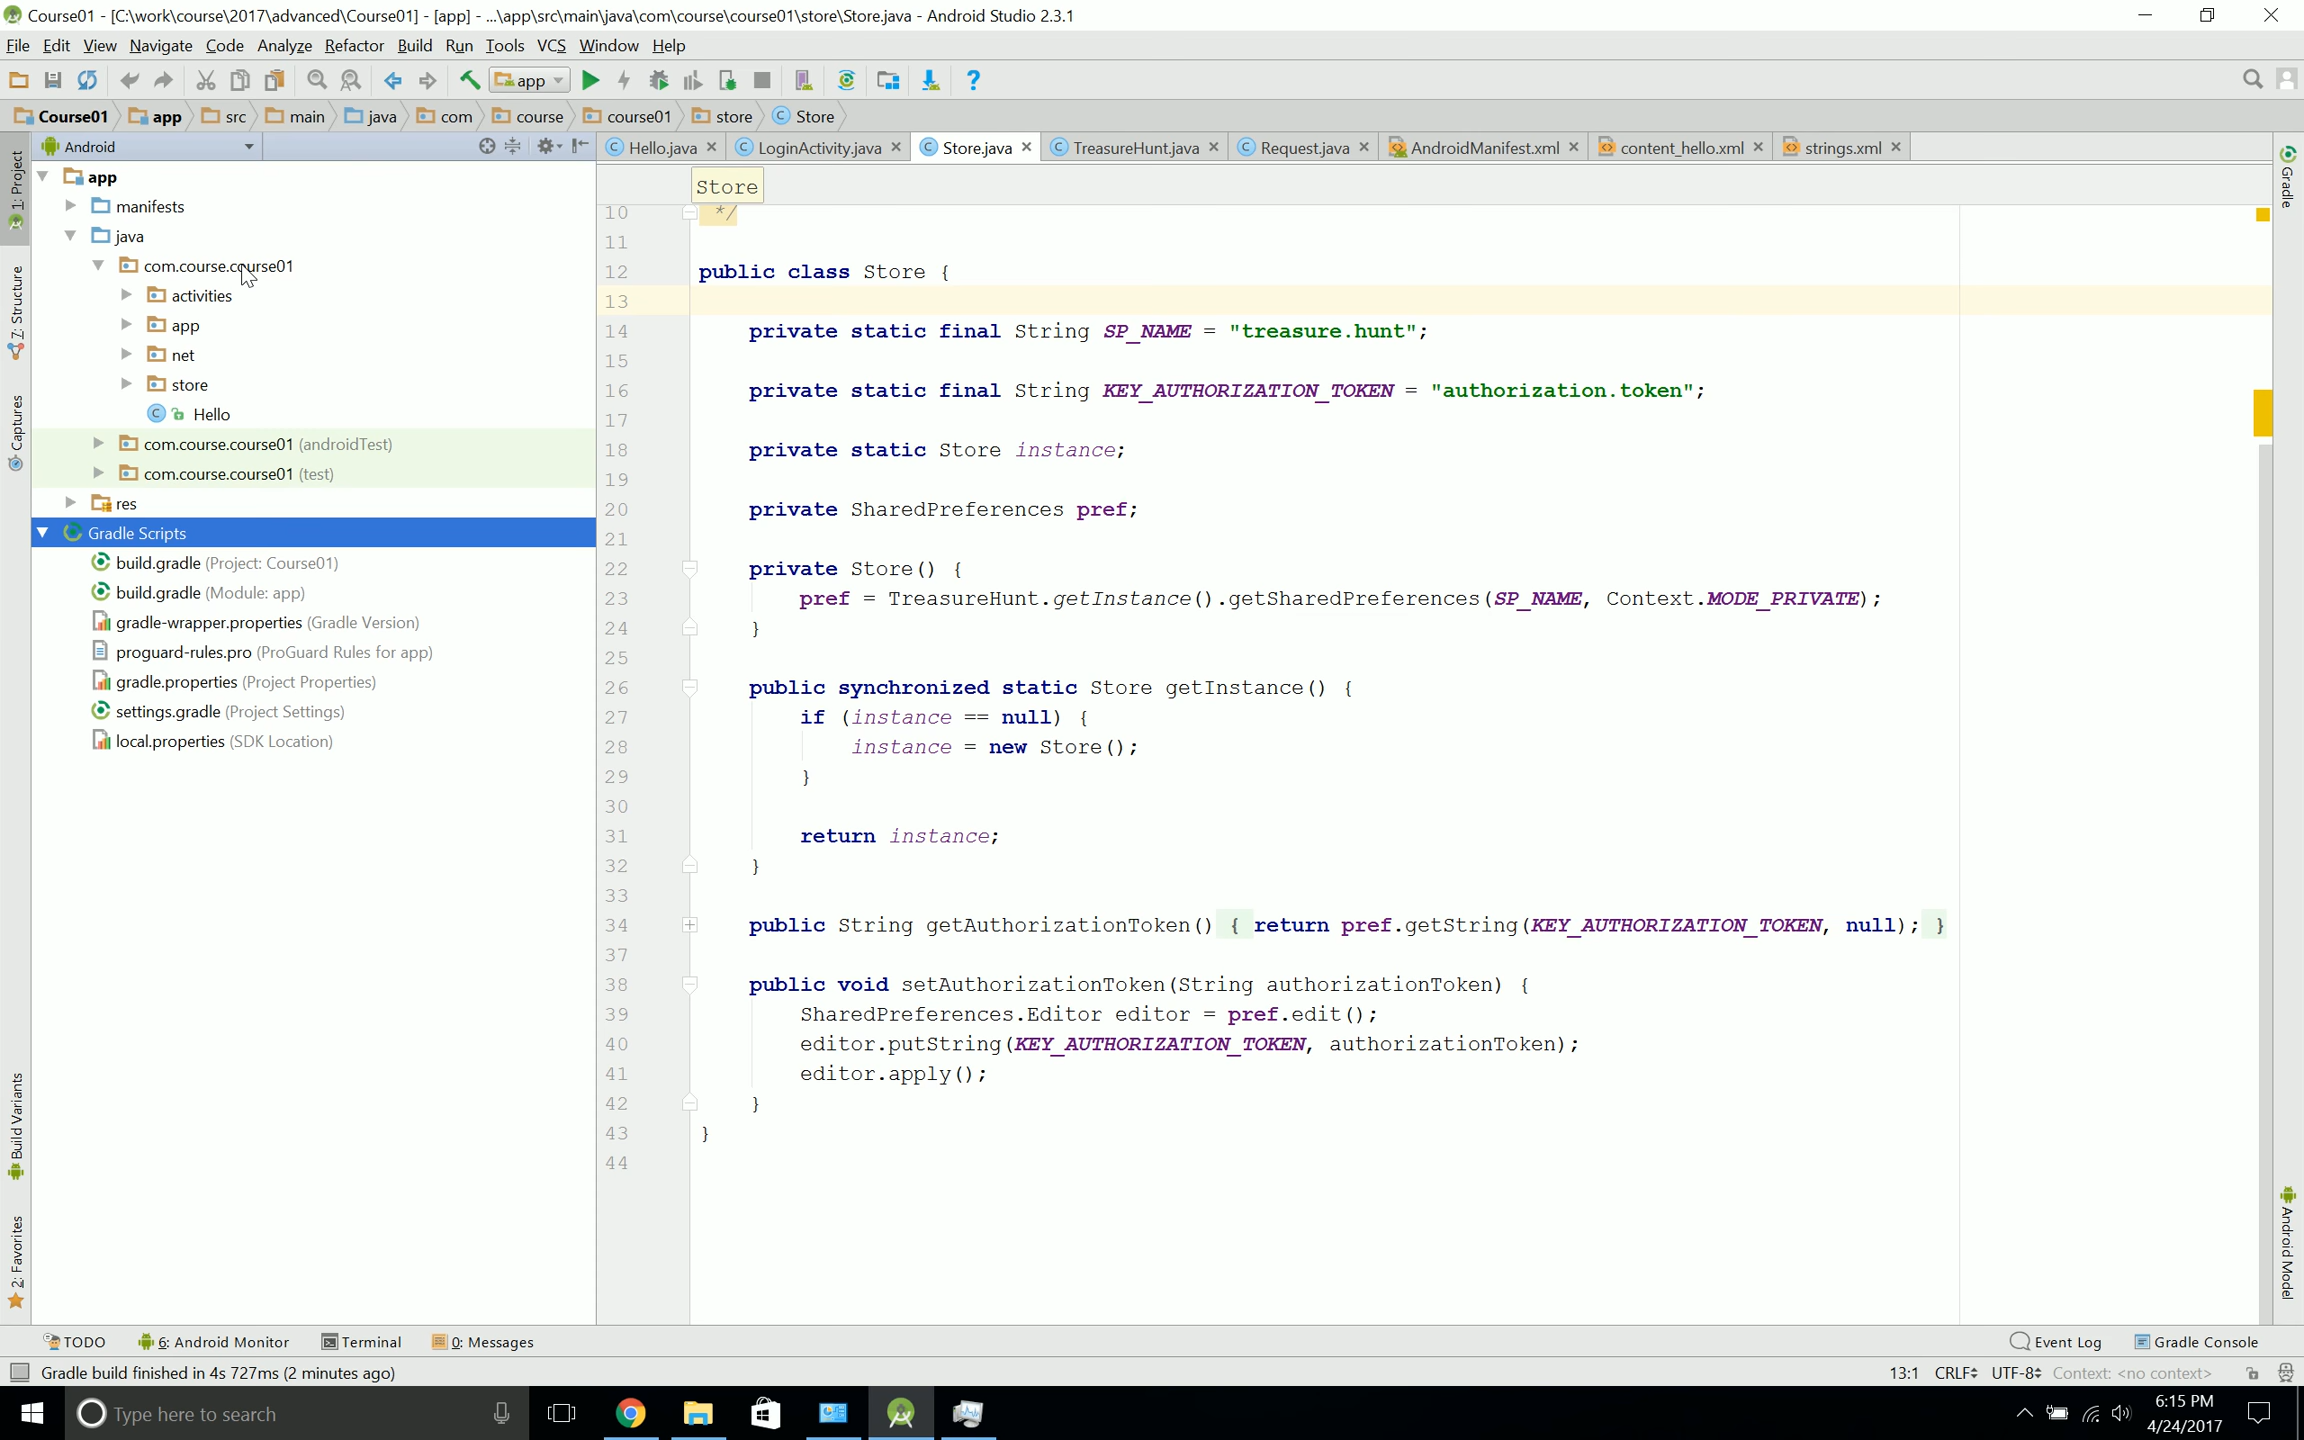 Course01 - [C:\work\course\2017\advanced\Course01] - [app] - ...\app\src\main\java\com\course\course01\store\Store.java - Android Studio 2.3.1
File Edit View Navigate Code Analyze Refactor Build Run Tools VCS Window Help
app
Course01 app src main java com course course01 store Store
Android
Hello.java LoginActivity.java Store.java TreasureHunt.java Request.java AndroidManifest.xml content_hello.xml strings.xml
1: Project
7: Structure
Captures
Build Variants
2: Favorites
app
manifests
java
com.course.course01
activities
app
net
store
Hello
com.course.course01 (androidTest)
com.course.course01 (test)
res
Gradle Scripts
build.gradle (Project: Course01)
build.gradle (Module: app)
gradle-wrapper.properties (Gradle Version)
proguard-rules.pro (ProGuard Rules for app)
gradle.properties (Project Properties)
settings.gradle (Project Settings)
local.properties (SDK Location)
Store
10 */
11
12 public class Store {
13
14 private static final String SP_NAME = "treasure.hunt";
15
16 private static final String KEY_AUTHORIZATION_TOKEN = "authorization.token";
17
18 private static Store instance;
19
20 private SharedPreferences pref;
21
22 private Store() {
23 pref = TreasureHunt.getInstance().getSharedPreferences(SP_NAME, Context.MODE_PRIVATE);
24 }
25
26 public synchronized static Store getInstance() {
27 if (instance == null) {
28 instance = new Store();
29 }
30
31 return instance;
32 }
33
34 public String getAuthorizationToken() { return pref.getString(KEY_AUTHORIZATION_TOKEN, null); }
37
38 public void setAuthorizationToken(String authorizationToken) {
39 SharedPreferences.Editor editor = pref.edit();
40 editor.putString(KEY_AUTHORIZATION_TOKEN, authorizationToken);
41 editor.apply();
42 }
43 }
44
Gradle
Android Model
TODO 6: Android Monitor Terminal 0: Messages Event Log Gradle Console
Gradle build finished in 4s 727ms (2 minutes ago) 13:1 CRLF UTF-8 Context: <no context>
Type here to search
6:15 PM
4/24/2017